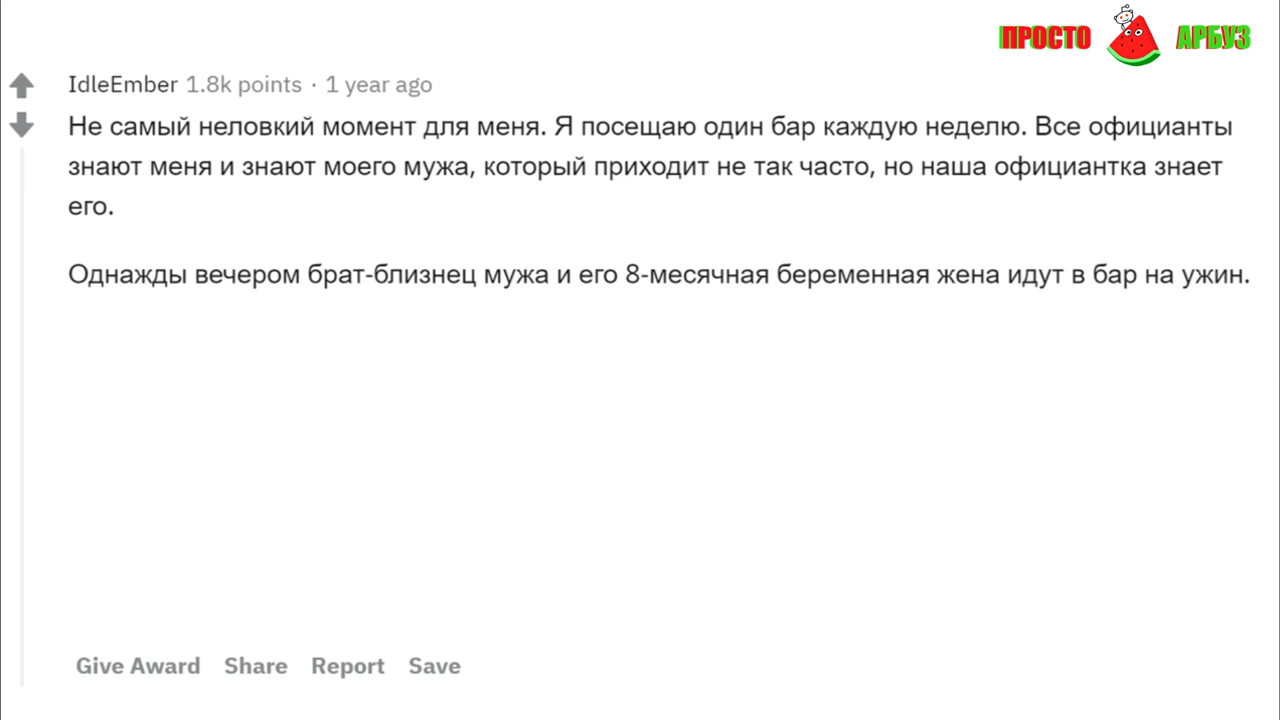 ПРОСТО АРБУЗ
IdleEmber 1.8k points · 1 year ago
Не самый неловкий момент для меня. Я посещаю один бар каждую неделю. Все официанты
знают меня и знают моего мужа, который приходит не так часто, но наша официантка знает
его.
Однажды вечером брат-близнец мужа и его 8-месячная беременная жена идут в бар на ужин.
Give Award Share Report Save